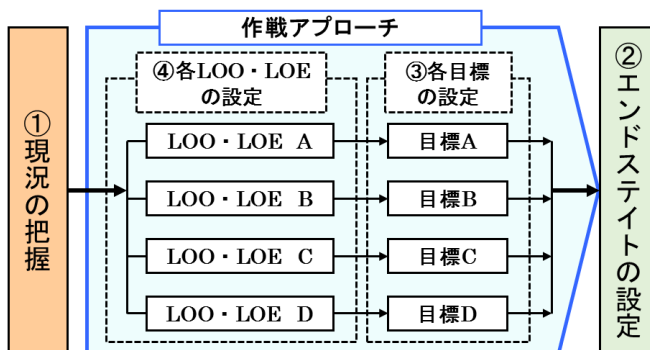 作戦アプローチ
①現況の把握
④各LOO・LOE
の設定
③各目標
の設定
LOO・LOE A
目標A
LOO・LOE B
目標B
LOO・LOE C
目標C
LOO・LOE D
目標D
②エンドステイトの設定